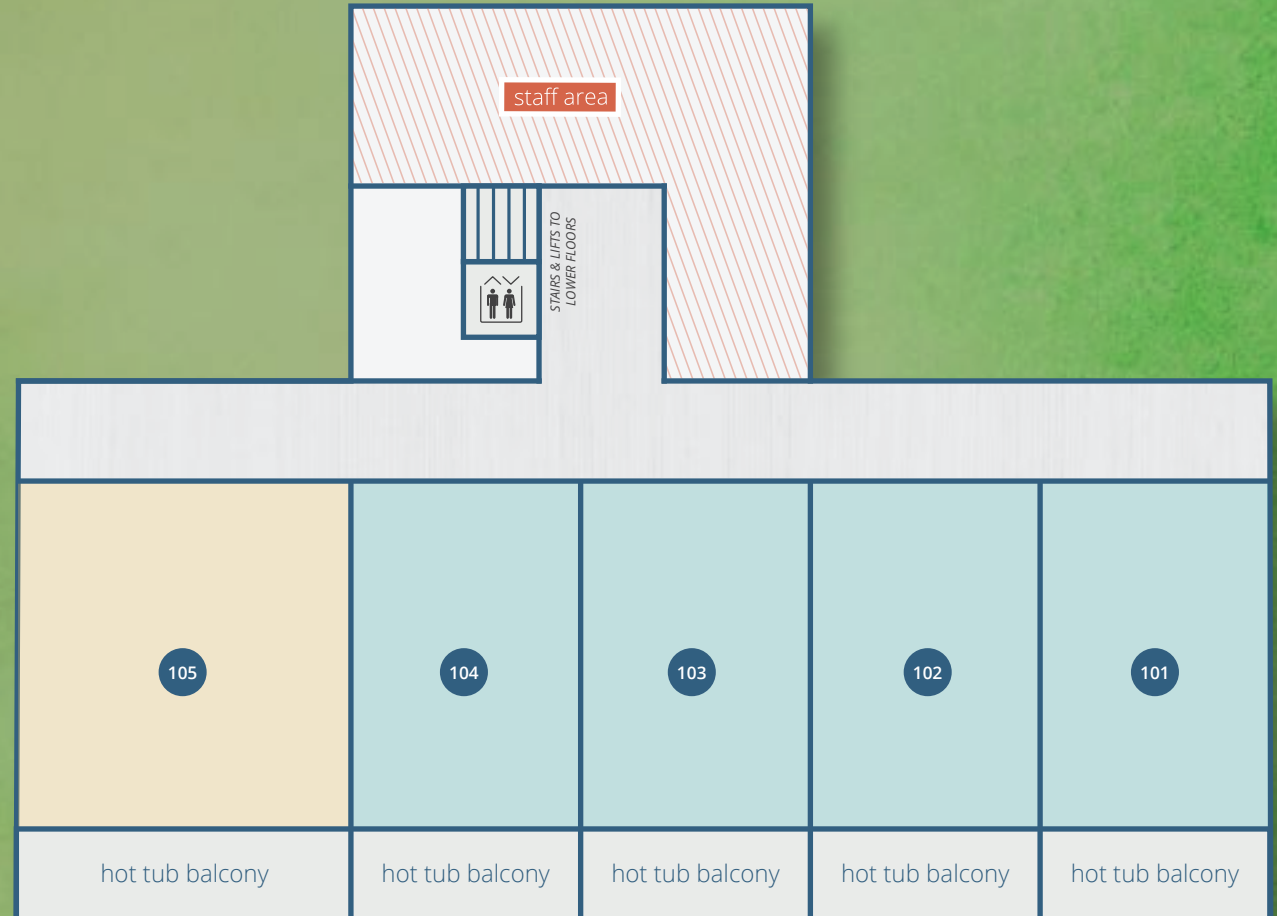 staff area
STAIRS & LIFTS TO
LOWER FLOORS
105
104
103
102
101
hot tub balcony
hot tub balcony
hot tub balcony
hot tub balcony
hot tub balcony